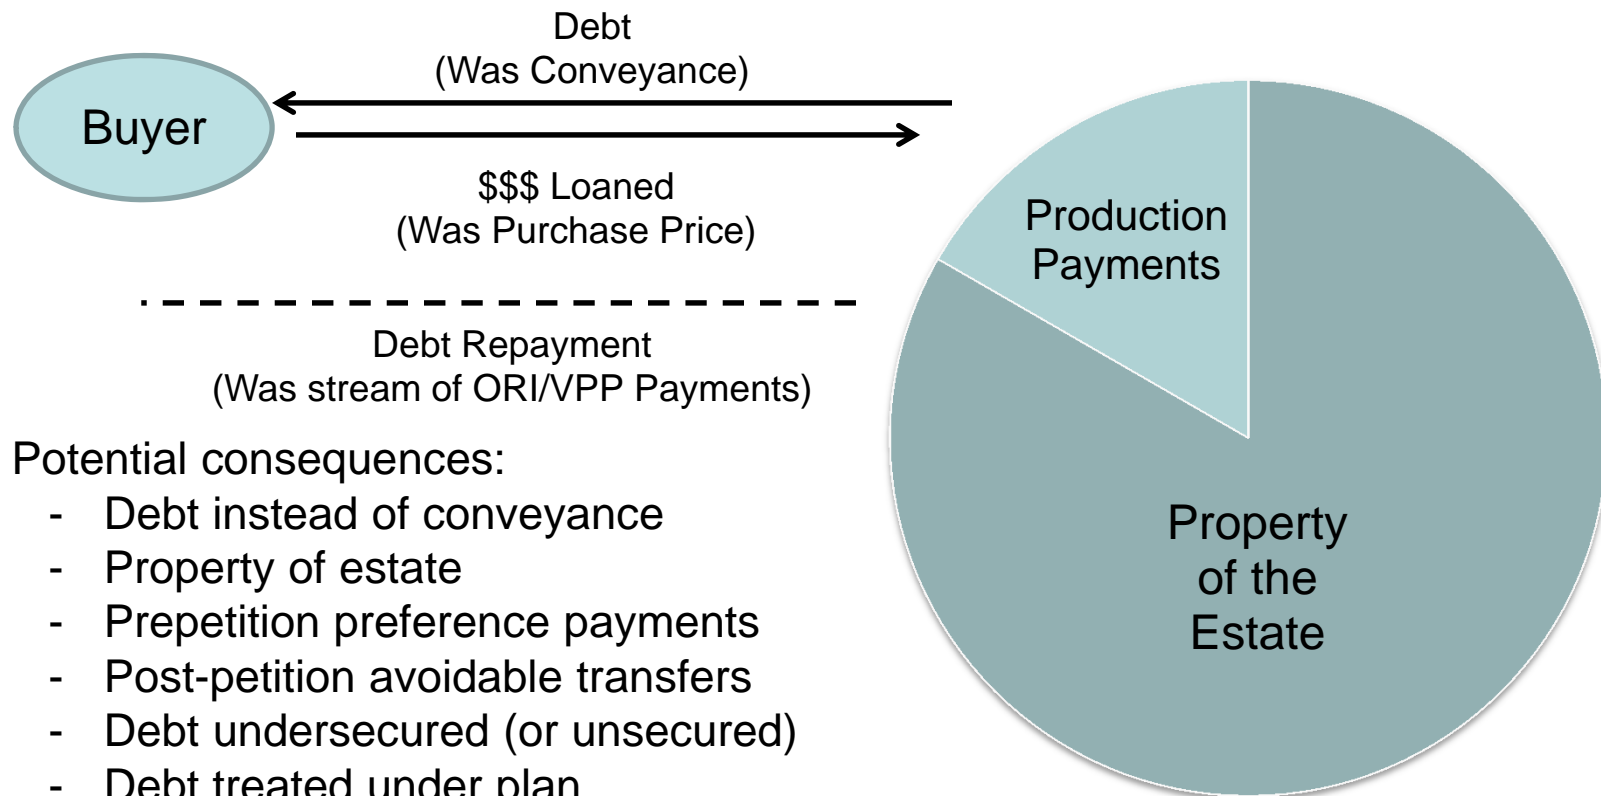 Debt
(Was Conveyance)
Buyer
$$$ Loaned
(Was Purchase Price)
Production
Payments
Debt Repayment
(Was stream of ORI/VPP Payments)
Potential consequences:
- Debt instead of conveyance
- Property of estate
- Prepetition preference payments
- Post-petition avoidable transfers
- Debt undersecured (or unsecured)
- Debt treated under plan
Property
of the
Estate